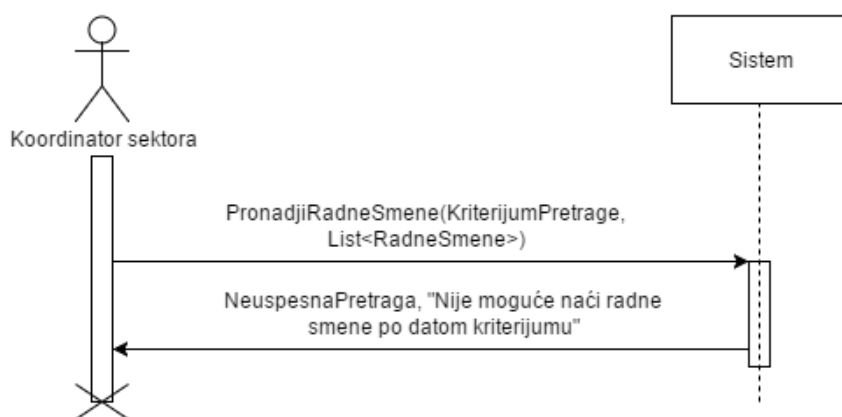 Sistem
Koordinator sektora
PronadjiRadneSmene(KriterijumPretrage,
List<RadneSmene>)
NeuspesnaPretraga, "Nije moguće naći radne
smene po datom kriterijumu"